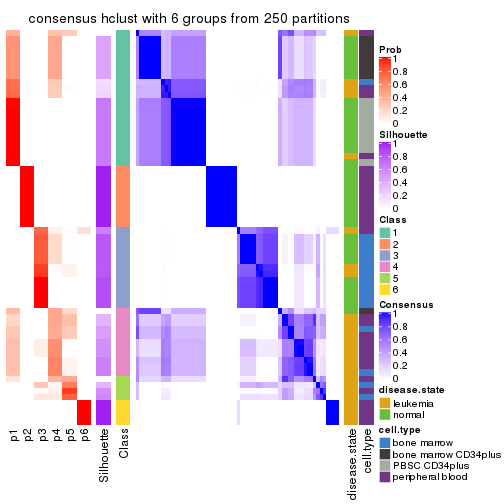 consensus hclust with 6 groups from 250 partitions
Prob
1
0.8
0.6
0.4
0.2
0
Silhouette
1
0.8
0.6
0.4
0.2
0
Class
1
2
3
4
5
6
Consensus
1
0.8
0.6
0.4
0.2
0
disease.state
leukemia
normal
cell.type
bone marrow
bone marrow CD34plus
PBSC CD34plus
peripheral blood
p1
p2
p3
p4
p5
p6
Silhouette
Class
disease.state
cell.type